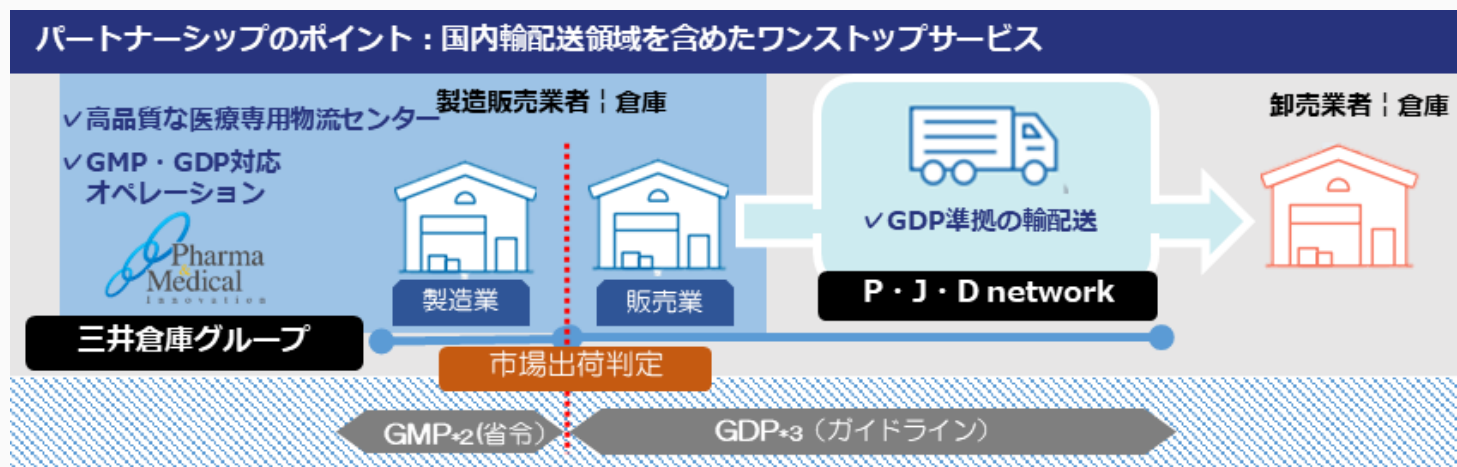 パートナーシップのポイント：国内輸配送領域を含めたワンストップサービス
✓高品質な医療専用物流センター
✓GMP・GDP対応
オペレーション
Pharma
&
Medical
Innovation
三井倉庫グループ
製造販売業者¦倉庫
製造業
販売業
市場出荷判定
✓GDP準拠の輸配送
P・J・D network
卸売業者¦倉庫
GMP*2(省令）
GDP*3（ガイドライン）